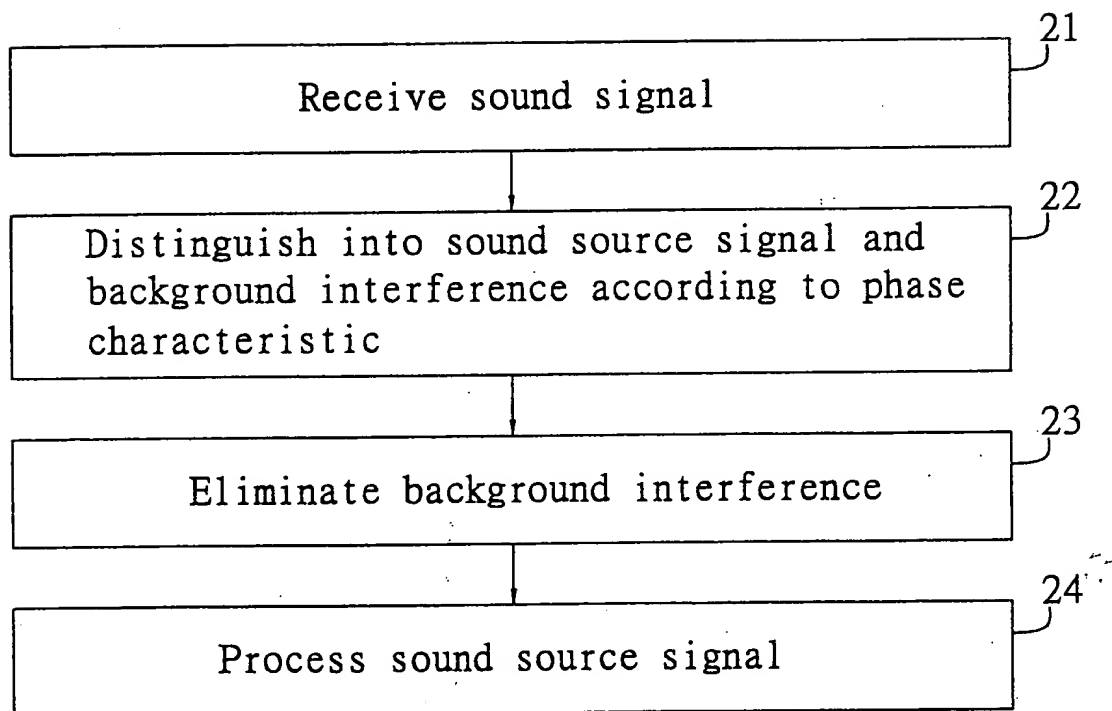 21
Receive sound signal
22
Distinguish into sound source signal and
background interference according to phase
characteristic
23
Eliminate background interference
24
Process sound source signal